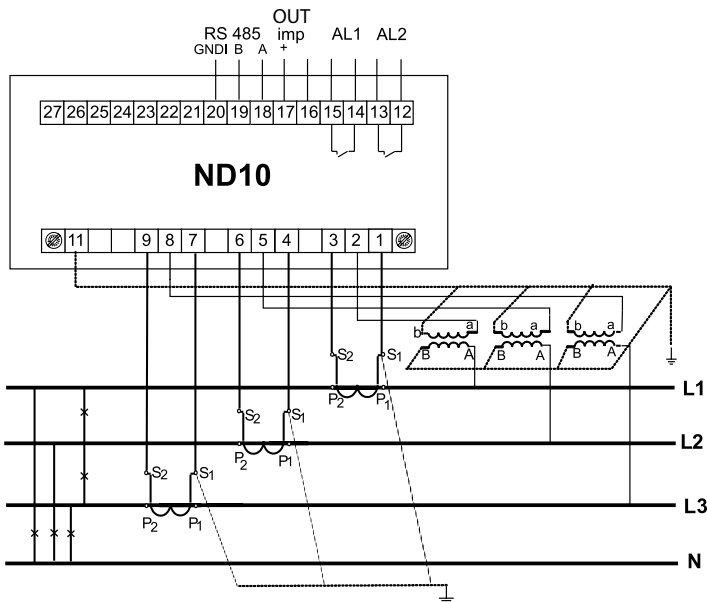 OUT
RS 485 imp AL1 AL2
GNDI B A +
27 26 25 24 23 22 21 20 19 18 17 16 15 14 13 12
ND10
11 9 8 7 6 5 4 3 2 1
b a b a b a
B A B A B A
S2 S1
L1
P2 P1
S2 S1
L2
P2 P1
S2 S1
L3
P2 P1
N